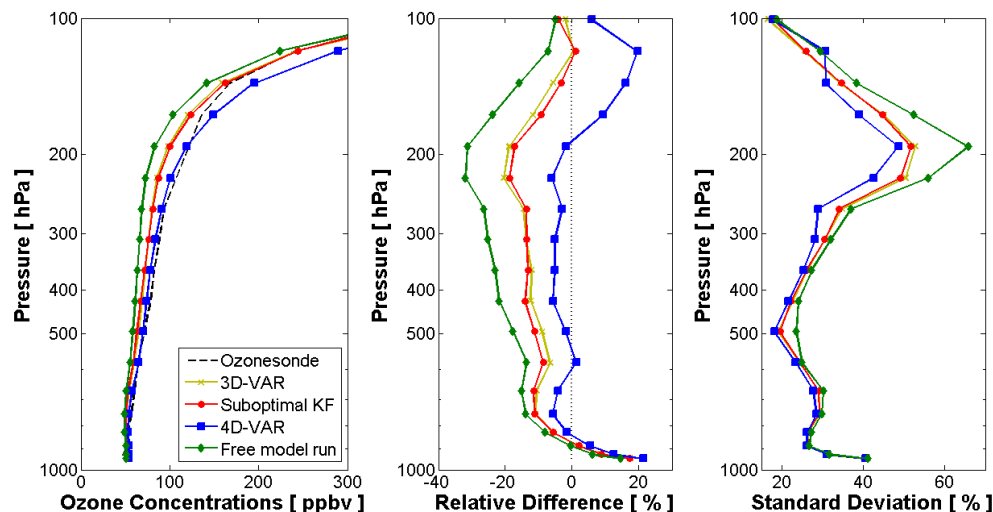 100
200
300
400
500
1000
Pressure [ hPa]
0
100
200
300
Ozone Concentrations [ ppbv]
Ozonesonde
3D-VAR
Suboptimal KF
4D-VAR
Free model run
100
200
300
400
500
1000
Pressure [ hPa]
-40
-20
0
20
Relative Difference [ %]
100
200
300
400
500
1000
Pressure [ hPa]
20
40
60
Standard Deviation [ %]